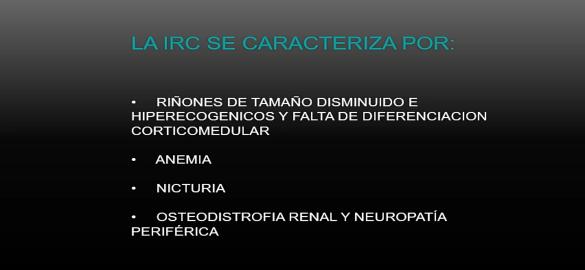 LA IRC SE CARACTERIZA POR:
• RIÑONES DE TAMAÑO DISMINUIDO E
HIPERECOGENICOS Y FALTA DE DIFERENCIACION
CORTICOMEDULAR
• ANEMIA
• NICTURIA
• OSTEODISTROFIA RENAL Y NEUROPATÍA
PERIFÉRICA